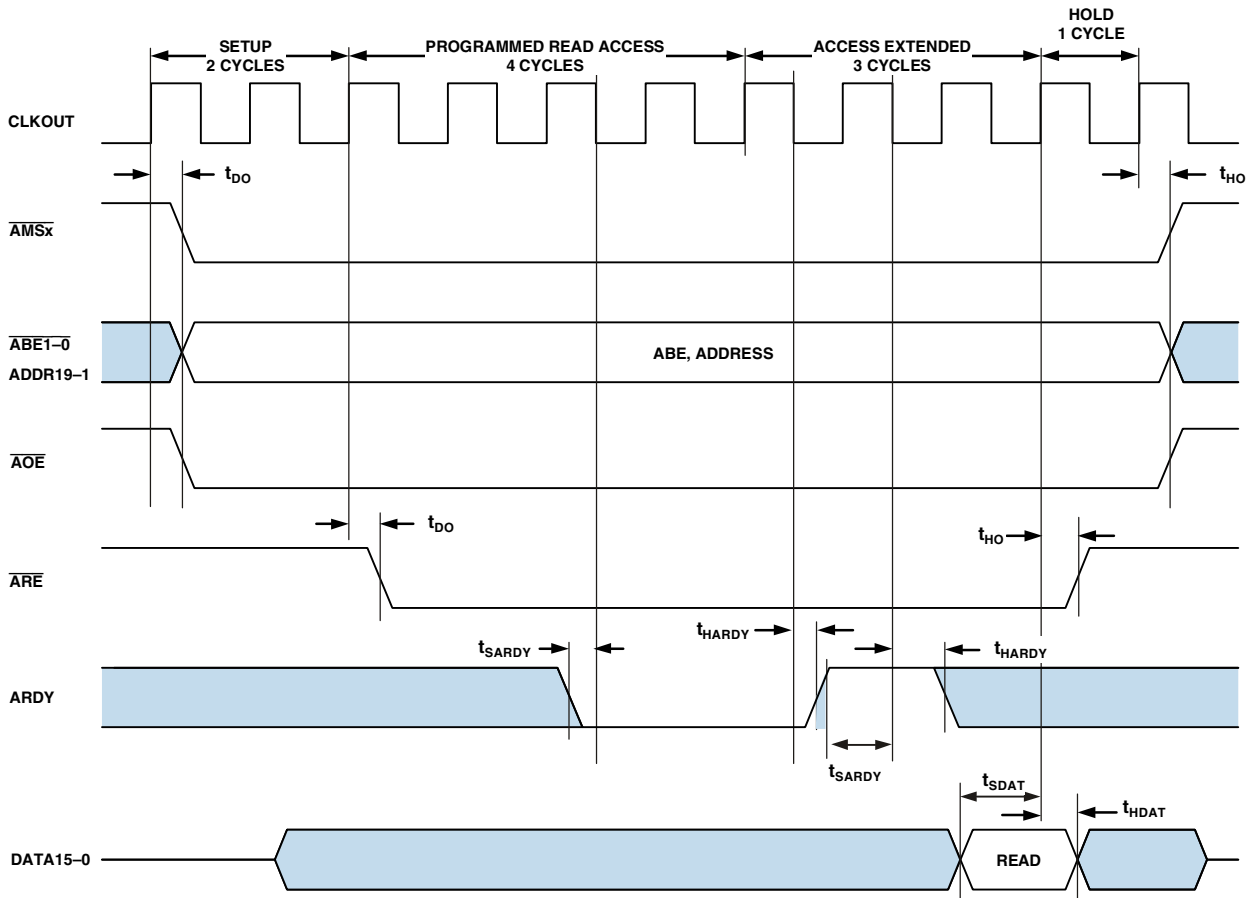 SETUP
2 CYCLES
PROGRAMMED READ ACCESS
4 CYCLES
ACCESS EXTENDED
3 CYCLES
HOLD
1 CYCLE
CLKOUT
tDO
tHO
AMSx
ABE1–0
ADDR19–1
ABE, ADDRESS
AOE
tDO
tHO
ARE
tSARDY
tHARDY
tHARDY
ARDY
tSARDY
tSDAT
tHDAT
DATA15–0
READ